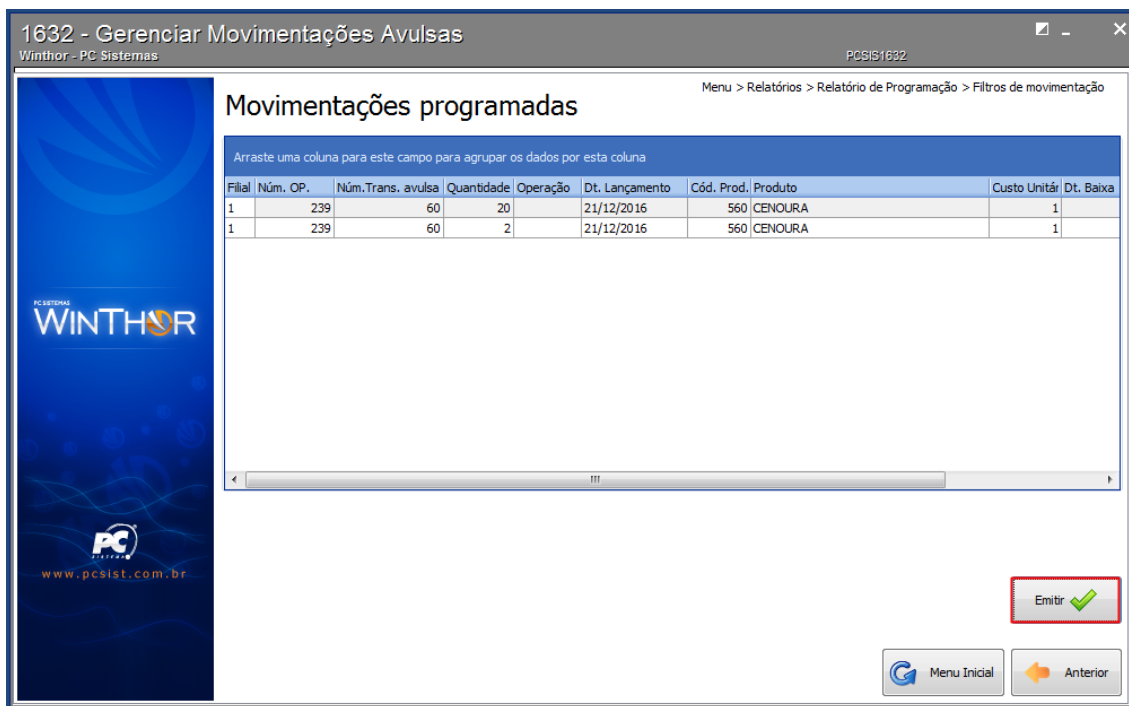 1632 - Gerenciar Movimentações Avulsas
Winthor - PC Sistemas
PCSIS1632
Menu > Relatórios > Relatório de Programação > Filtros de movimentação
Movimentações programadas
Arraste uma coluna para este campo para agrupar os dados por esta coluna
Filial Núm. OP. Núm.Trans. avulsa Quantidade Operação Dt. Lançamento Cód. Prod. Produto Custo Unitár Dt. Baixa
1 239 60 20 21/12/2016 560 CENOURA 1
1 239 60 2 21/12/2016 560 CENOURA 1
PC SISTEMAS
WINTHOR
PC
SISTEMAS
www.pcsist.com.br
Emitir
Menu Inicial
Anterior